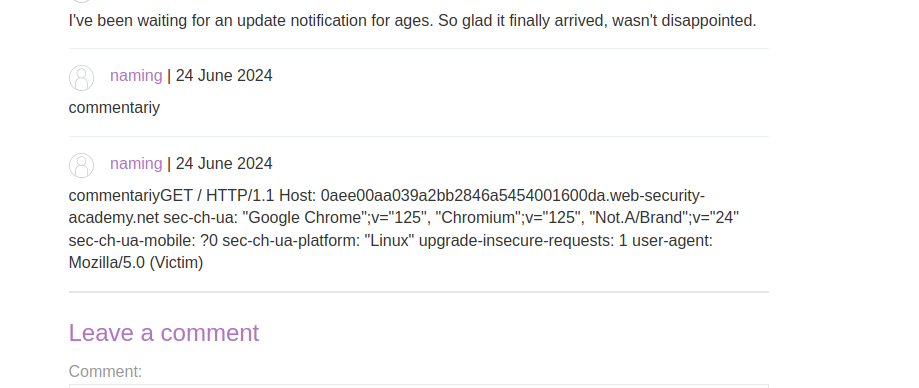 I've been waiting for an update notification for ages. So glad it finally arrived, wasn't disappointed.
naming | 24 June 2024
commentariy
naming | 24 June 2024
commentariyGET / HTTP/1.1 Host: 0aee00aa039a2bb2846a5454001600da.web-security-
academy.net sec-ch-ua: "Google Chrome";v="125", "Chromium";v="125", "Not.A/Brand";v="24"
sec-ch-ua-mobile: ?0 sec-ch-ua-platform: "Linux" upgrade-insecure-requests: 1 user-agent:
Mozilla/5.0 (Victim)
Leave a comment
Comment: